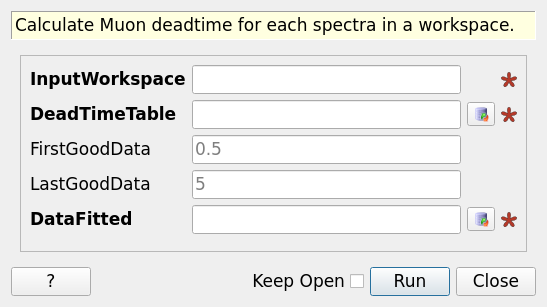 Calculate Muon deadtime for each spectra in a workspace.
InputWorkspace
DeadTimeTable
FirstGoodData 0.5
LastGoodData 5
DataFitted
? Keep Open Run Close